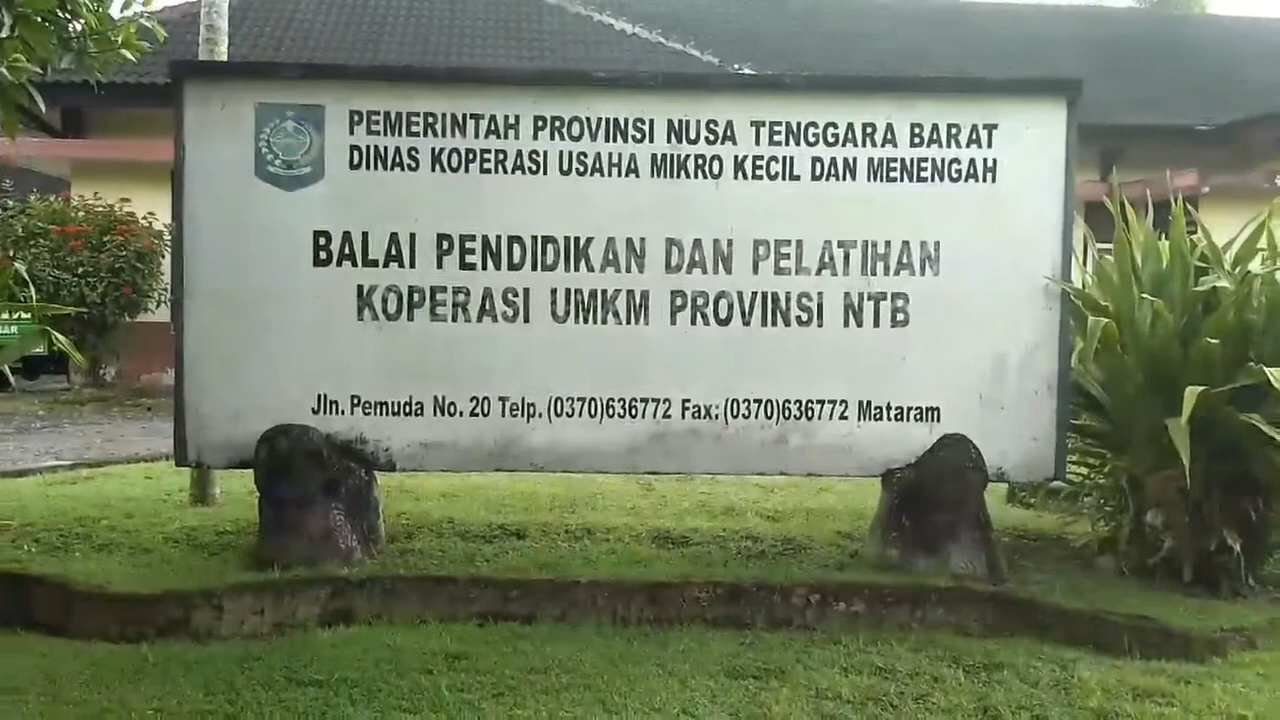 PEMERINTAH PROVINSI NUSA TENGGARA BARAT
DINAS KOPERASI USAHA MIKRO KECIL DAN MENENGAH
BALAI PENDIDIKAN DAN PELATIHAN
KOPERASI UMKM PROVINSI NTB
Jln. Pemuda No. 20 Telp. (0370)636772 Fax: (0370)636772 Mataram